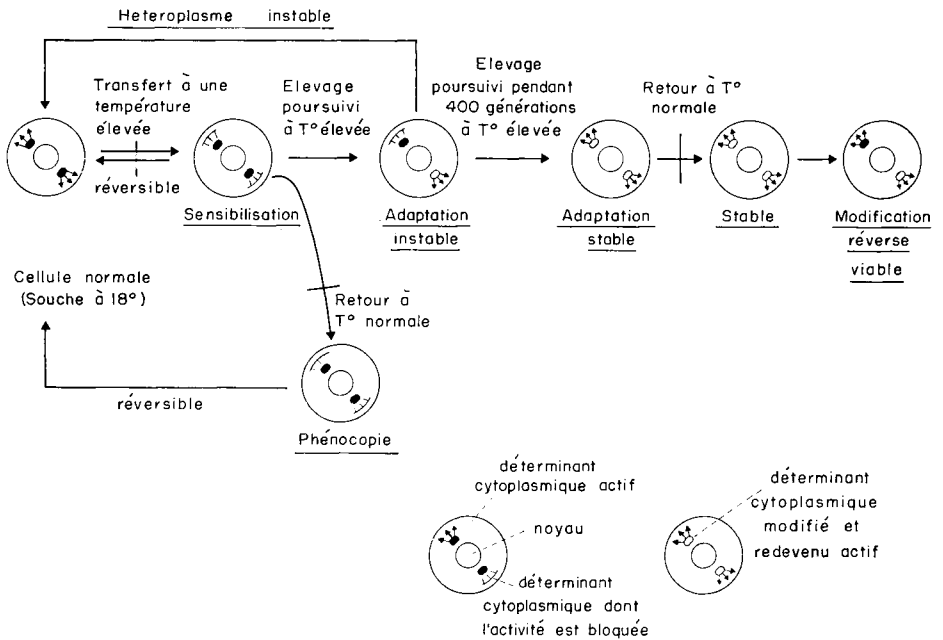 Hétéroplasme instable
Transfert à une
température
élevée
réversible
Elevage
poursuivi
à T° élevée
Elevage
poursuivi pendant
400 générations
à T° élevée
Retour à T°
normale
Sensibilisation
Adaptation
instable
Adaptation
stable
Stable
Modification
réverse
viable
Cellule normale
(Souche à 18°)
Retour à
T° normale
réversible
Phénocopie
déterminant
cytoplasmique actif
noyau
déterminant
cytoplasmique dont
l'activité est bloquée
déterminant
cytoplasmique
modifié et
redevenu actif